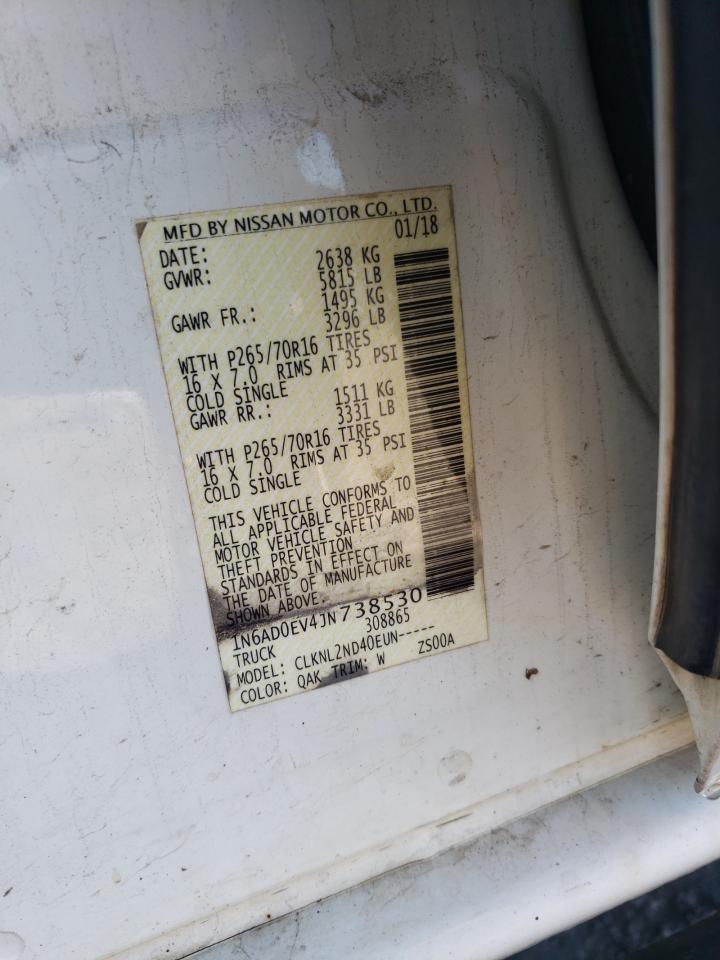 MFD BY NISSAN MOTOR CO., LTD.
DATE: 01/18
GVWR: 2638 KG
5815 LB
GAWR FR.: 1495 KG
3296 LB
WITH P265/70R16 TIRES
16 X 7.0 RIMS AT 35 PSI
COLD SINGLE
GAWR RR.: 1511 KG
3331 LB
WITH P265/70R16 TIRES
16 X 7.0 RIMS AT 35 PSI
COLD SINGLE
THIS VEHICLE CONFORMS TO
ALL APPLICABLE FEDERAL
MOTOR VEHICLE SAFETY AND
THEFT PREVENTION
STANDARDS IN EFFECT ON
THE DATE OF MANUFACTURE
SHOWN ABOVE.
1N6AD0EV4JN738530
TRUCK 308865
MODEL: CLKNL2ND40EUN-----
COLOR: QAK TRIM: W ZS00A